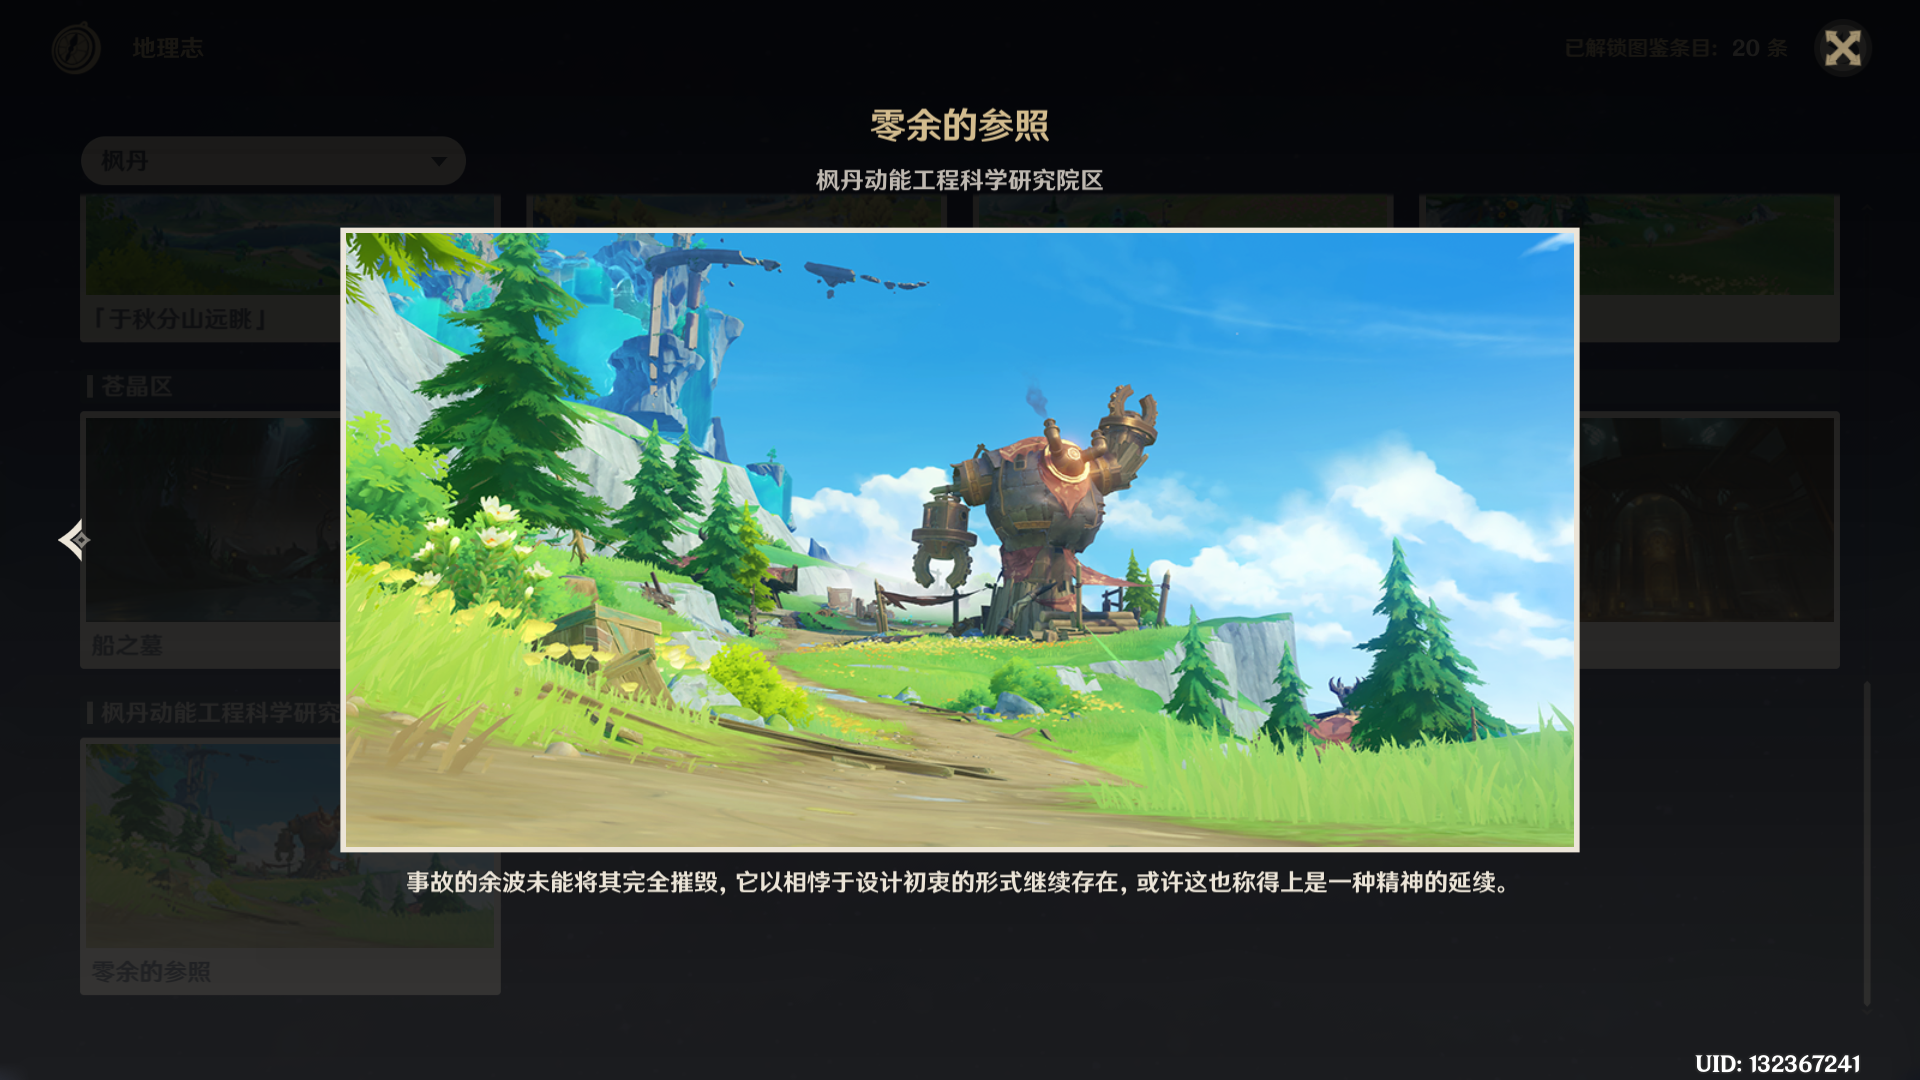 地理志
已解锁图鉴条目: 20 条
零余的参照
枫丹
枫丹动能工程科学研究院区
「于秋分山远眺」
苍晶区
船之墓
枫丹动能工程科学研究
零余的参照
事故的余波未能将其完全摧毁, 它以相悖于设计初衷的形式继续存在, 或许这也称得上是一种精神的延续。
UID: 132367241